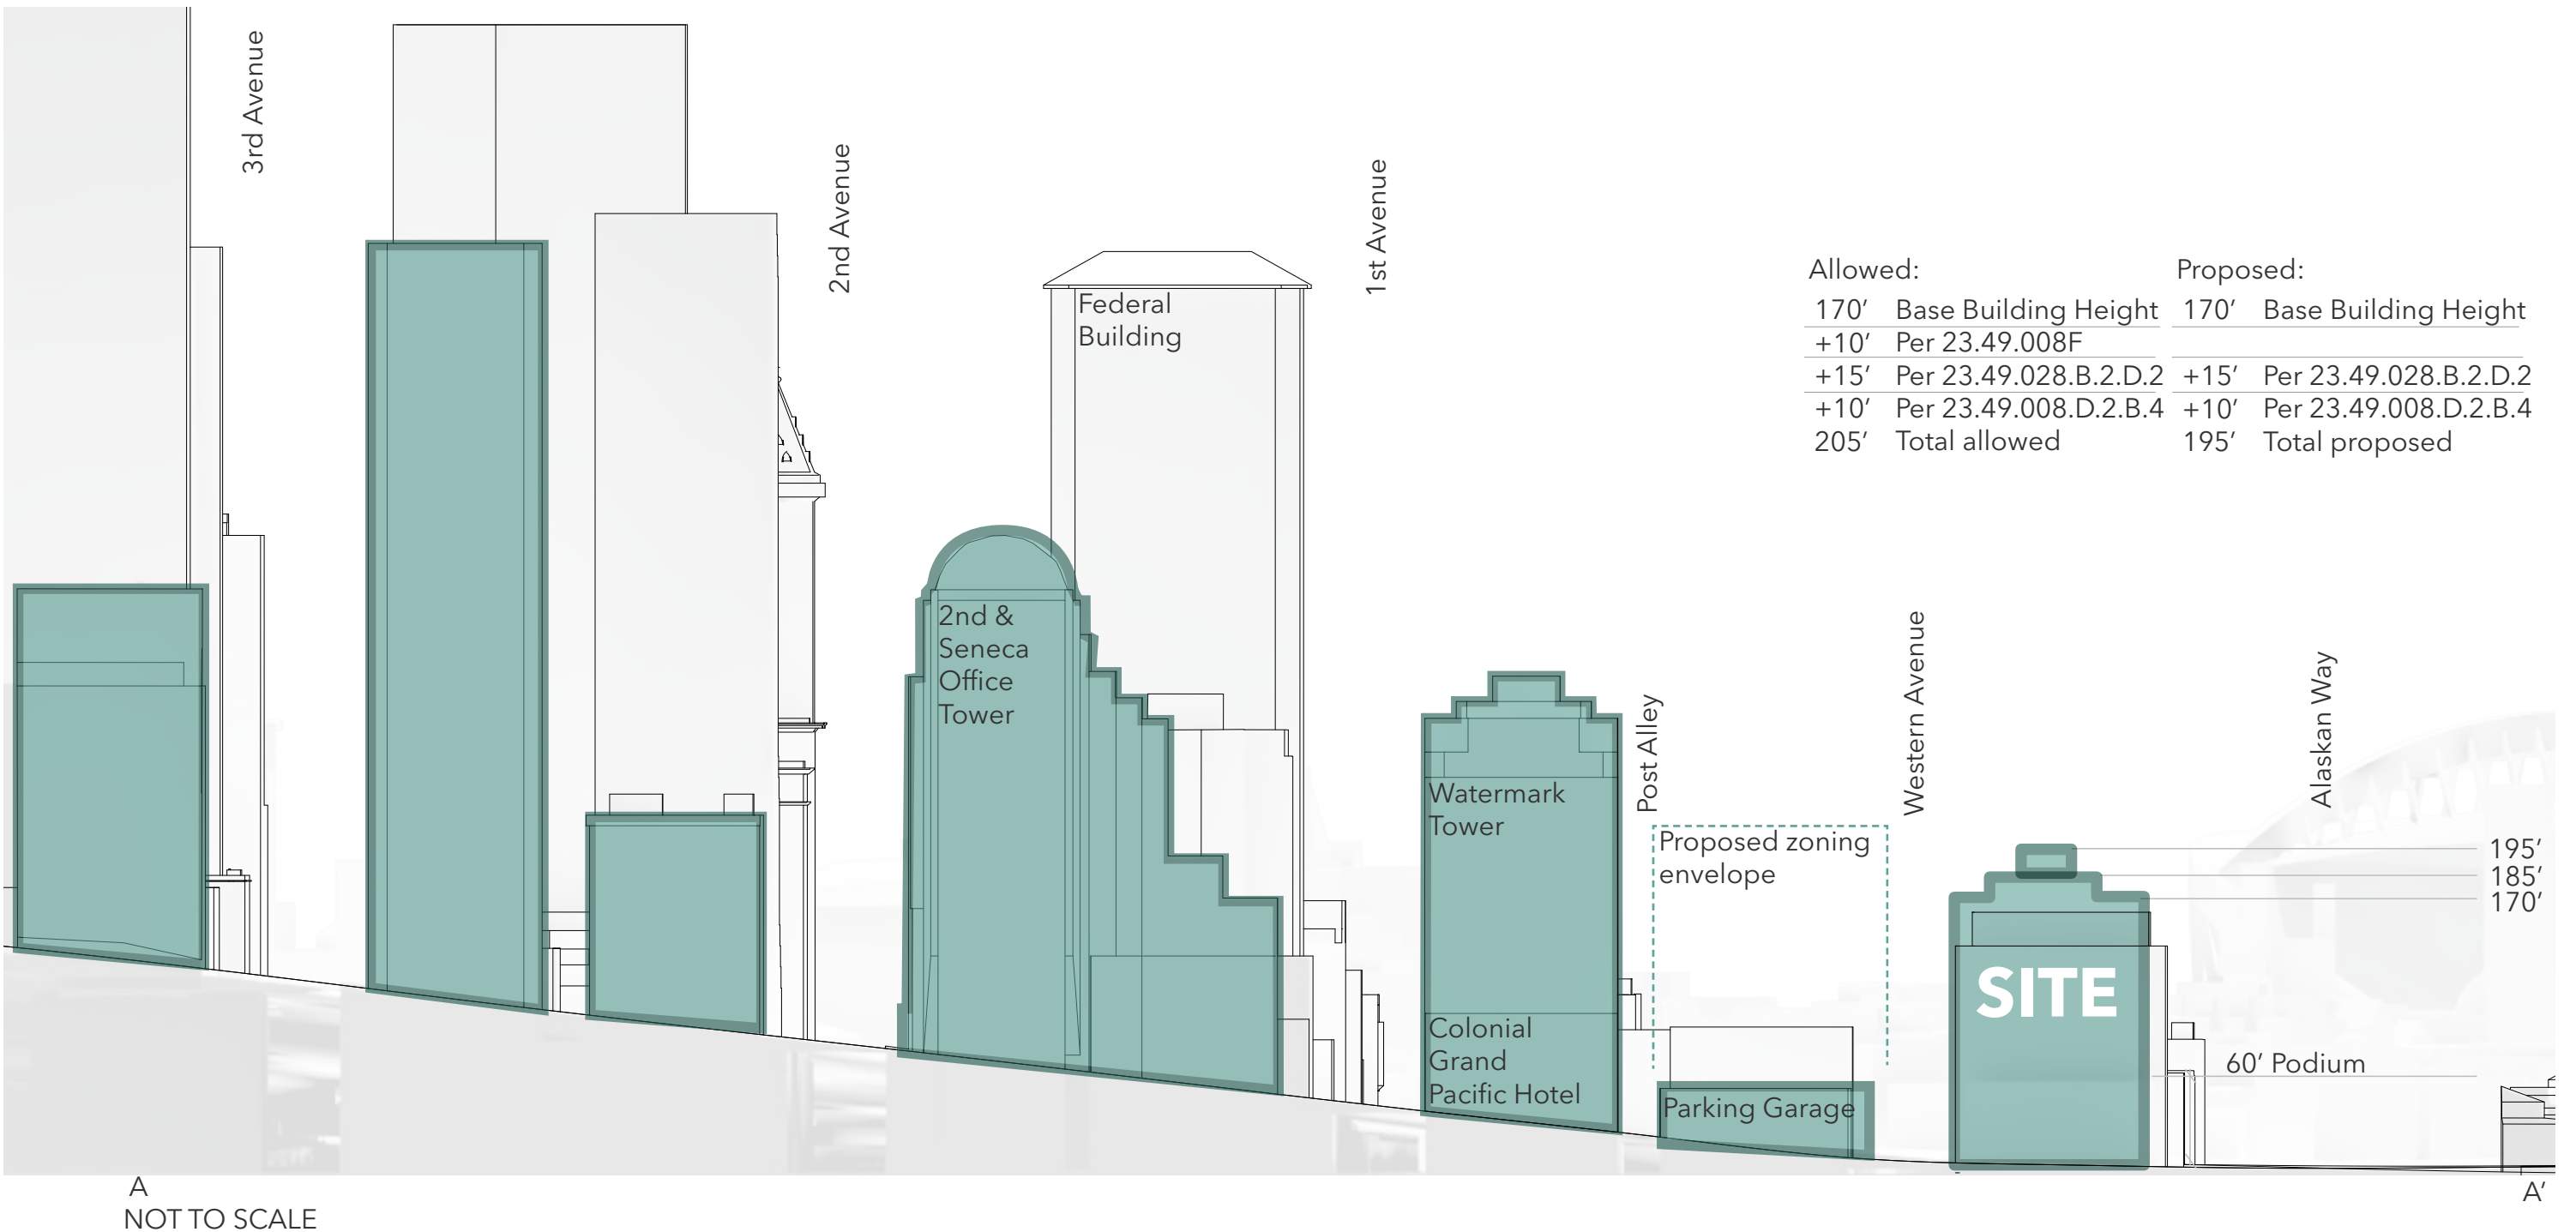 3rd Avenue
2nd Avenue
1st Avenue
Federal
Building
Allowed:
170′ Base Building Height
+10′ Per 23.49.008F
+15′ Per 23.49.028.B.2.D.2
+10′ Per 23.49.008.D.2.B.4
205′ Total allowed
Proposed:
170′ Base Building Height
+15′ Per 23.49.028.B.2.D.2
+10′ Per 23.49.008.D.2.B.4
195′ Total proposed
2nd &
Seneca
Office
Tower
Watermark
Tower
Colonial
Grand
Pacific Hotel
Post Alley
Proposed zoning
envelope
Parking Garage
Western Avenue
Alaskan Way
195′
185′
170′
SITE
60′ Podium
A
NOT TO SCALE
A′